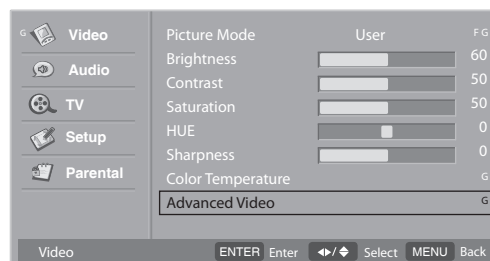 G Video
Audio
TV
Setup
Parental
Picture Mode User F G
Brightness 60
Contrast 50
Saturation 50
HUE 0
Sharpness 0
Color Temperature G
Advanced Video G
Video ENTER Enter ◄►/▲▼ Select MENU Back